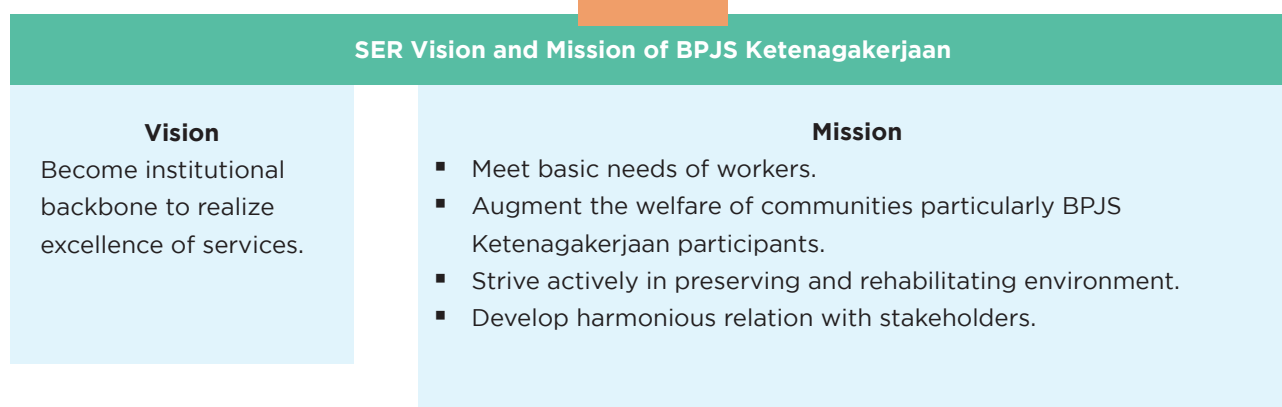 SER Vision and Mission of BPJS Ketenagakerjaan
Vision
Become institutional
backbone to realize
excellence of services.
Mission
▪ Meet basic needs of workers.
▪ Augment the welfare of communities particularly BPJS
Ketenagakerjaan participants.
▪ Strive actively in preserving and rehabilitating environment.
▪ Develop harmonious relation with stakeholders.